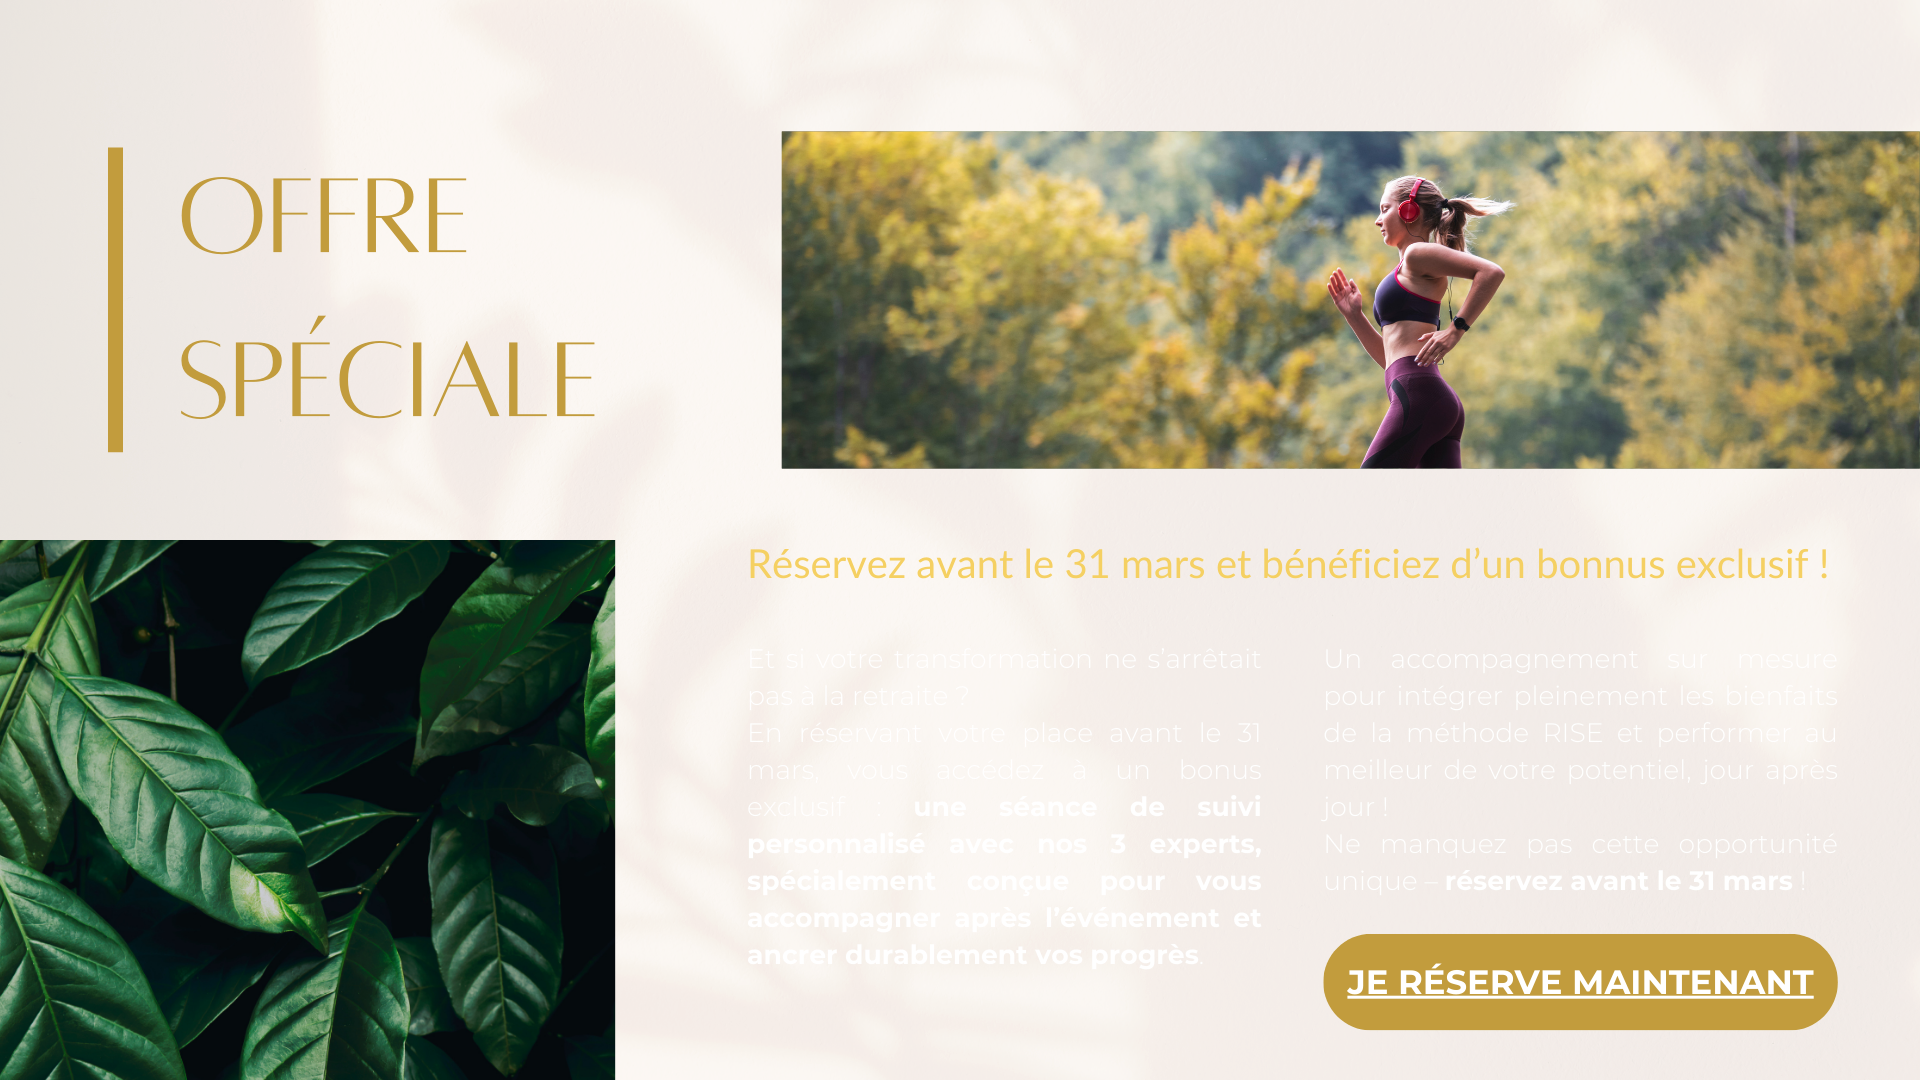 OFFRE
SPÉCIALE
Réservez avant le 31 mars et bénéficiez d’un bonnus exclusif !
Et si votre transformation ne s’arrêtait
pas à la retraite ?
En réservant votre place avant le 31
mars, vous accédez à un bonus
exclusif : une séance de suivi
personnalisé avec nos 3 experts,
spécialement conçue pour vous
accompagner après l’événement et
ancrer durablement vos progrès.
Un accompagnement sur mesure
pour intégrer pleinement les bienfaits
de la méthode RISE et performer au
meilleur de votre potentiel, jour après
jour !
Ne manquez pas cette opportunité
unique – réservez avant le 31 mars !
JE RÉSERVE MAINTENANT